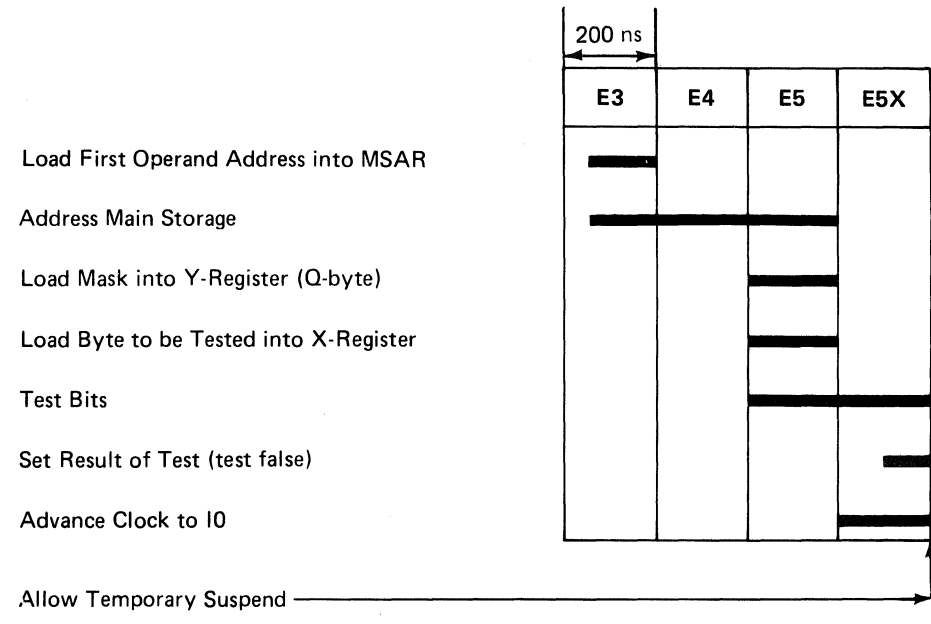 200 ns
E3 E4 E5 E5X
Load First Operand Address into MSAR
Address Main Storage
Load Mask into Y-Register (Q-byte)
Load Byte to be Tested into X-Register
Test Bits
Set Result of Test (test false)
Advance Clock to I0
Allow Temporary Suspend